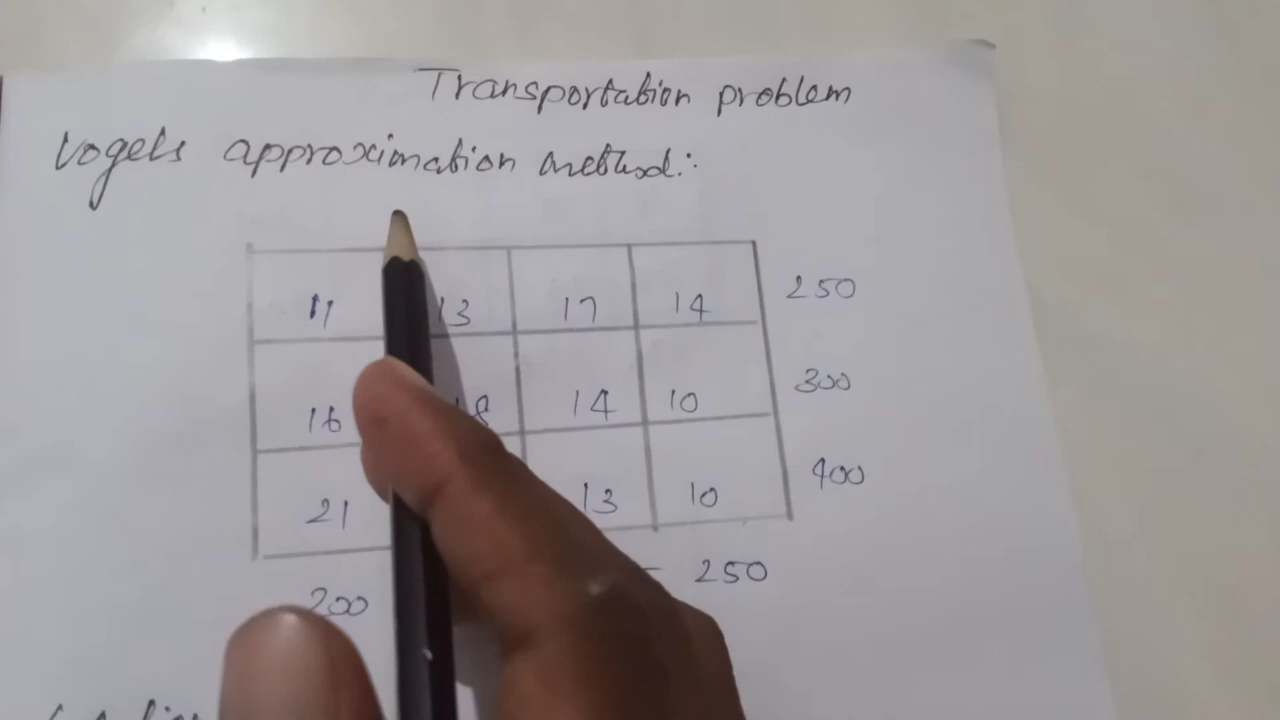 Transportation problem
Vogels approximation method:
11 13 17 14 250
16 18 14 10 300
21 13 10 400
200 250